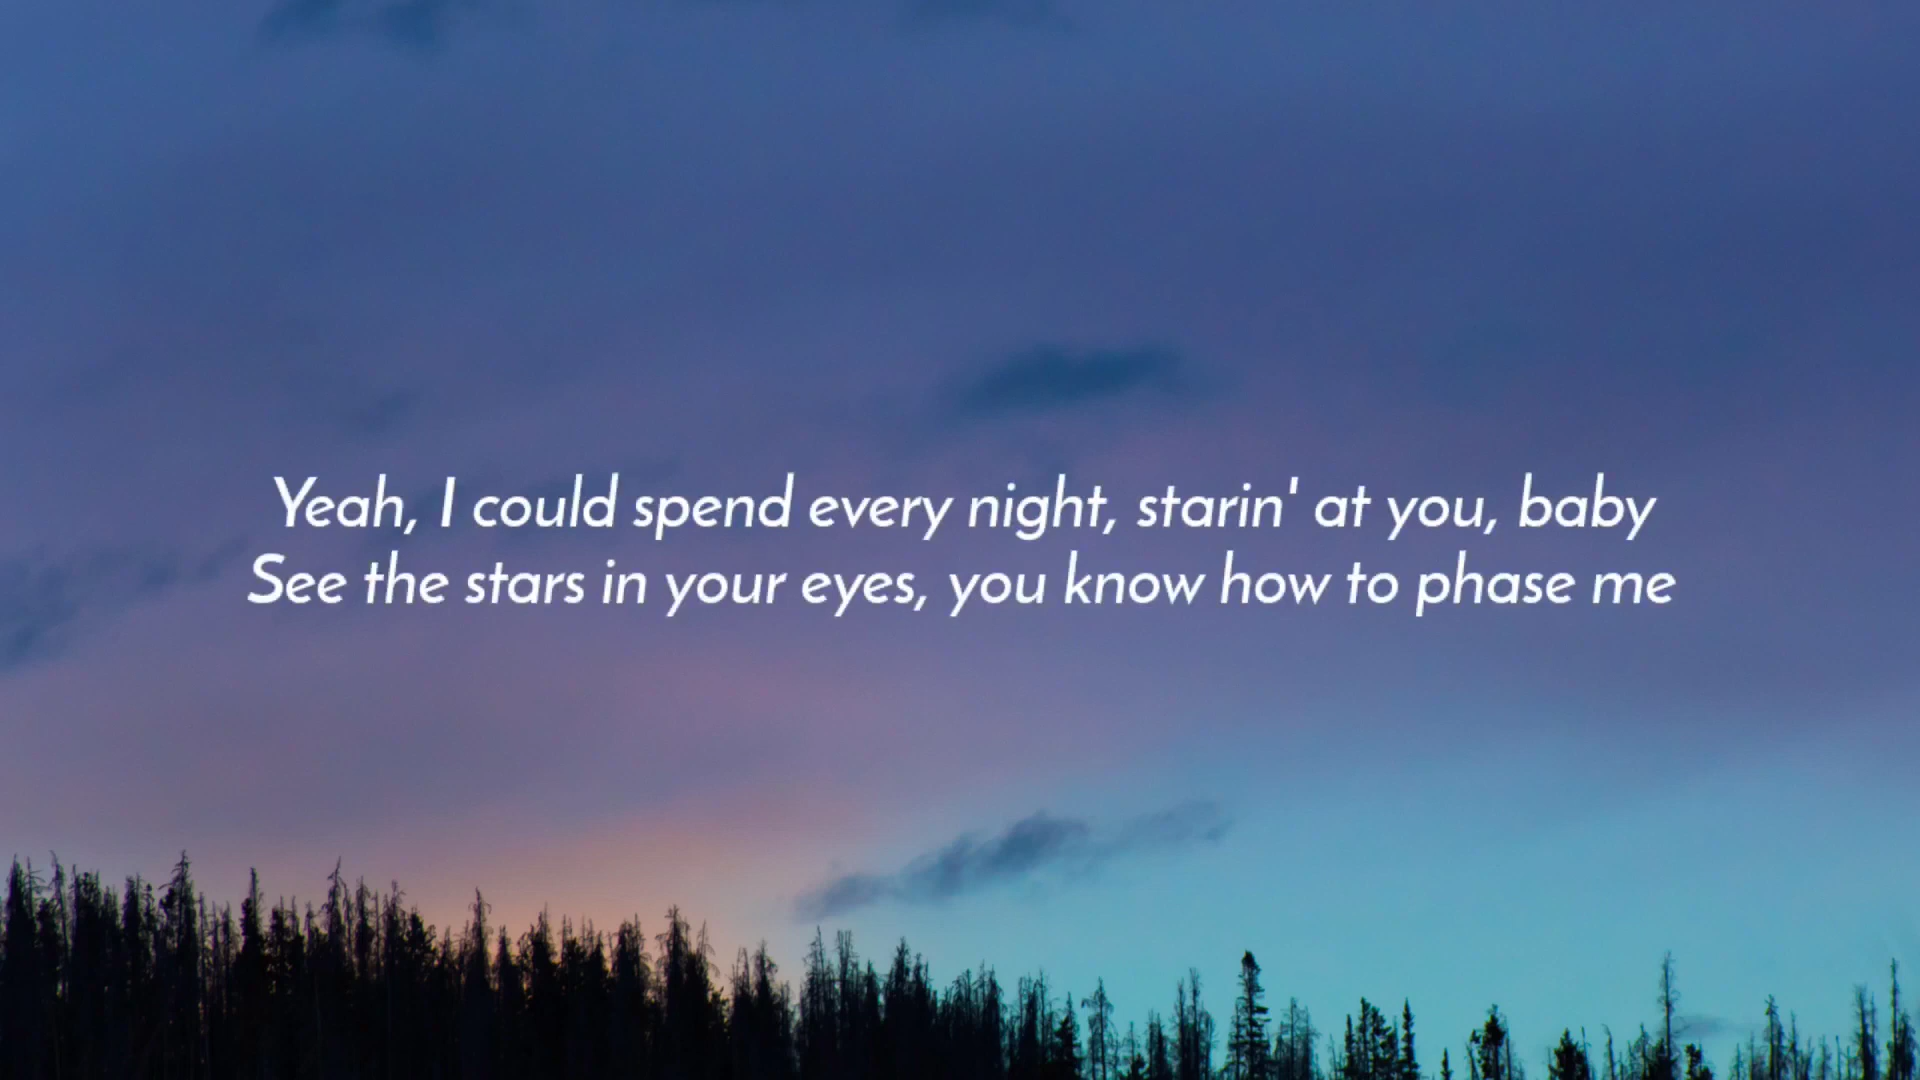 Yeah, I could spend every night, starin' at you, baby
See the stars in your eyes, you know how to phase me